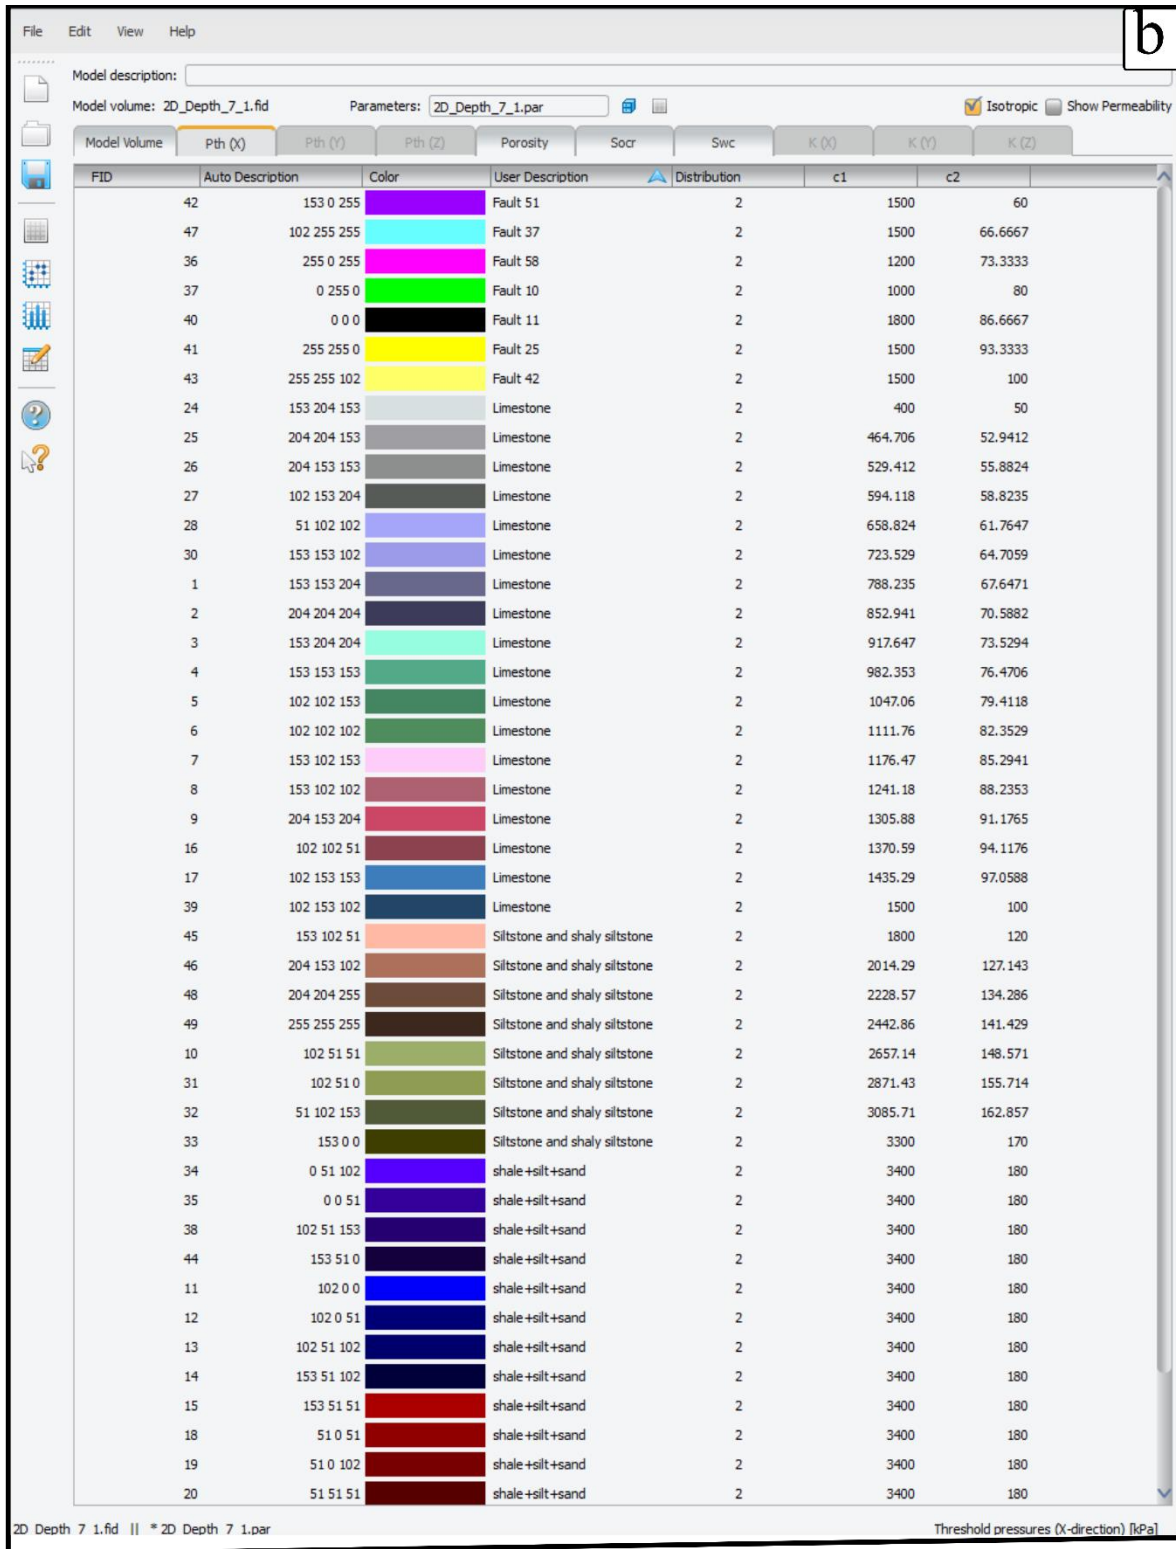 b
File Edit View Help
Model description:
Model volume: 2D_Depth_7_1.fid Parameters: 2D_Depth_7_1.par Isotropic Show Permeability
Model Volume Pth (X) Pth (Y) Pth (Z) Porosity Socr Swc K (X) K (Y) K (Z)
FID Auto Description Color User Description Distribution c1 c2
42 153 0 255 Fault 51 2 1500 60
47 102 255 255 Fault 37 2 1500 66.6667
36 255 0 255 Fault 58 2 1200 73.3333
37 0 255 0 Fault 10 2 1000 80
40 0 0 0 Fault 11 2 1800 86.6667
41 255 255 0 Fault 25 2 1500 93.3333
43 255 255 102 Fault 42 2 1500 100
24 153 204 153 Limestone 2 400 50
25 204 204 153 Limestone 2 464.706 52.9412
26 204 153 153 Limestone 2 529.412 55.8824
27 102 153 204 Limestone 2 594.118 58.8235
28 51 102 102 Limestone 2 658.824 61.7647
30 153 153 102 Limestone 2 723.529 64.7059
1 153 153 204 Limestone 2 788.235 67.6471
2 204 204 204 Limestone 2 852.941 70.5882
3 153 204 204 Limestone 2 917.647 73.5294
4 153 153 153 Limestone 2 982.353 76.4706
5 102 102 153 Limestone 2 1047.06 79.4118
6 102 102 102 Limestone 2 1111.76 82.3529
7 153 102 153 Limestone 2 1176.47 85.2941
8 153 102 102 Limestone 2 1241.18 88.2353
9 204 153 204 Limestone 2 1305.88 91.1765
16 102 102 51 Limestone 2 1370.59 94.1176
17 102 153 153 Limestone 2 1435.29 97.0588
39 102 153 102 Limestone 2 1500 100
45 153 102 51 Siltstone and shaly siltstone 2 1800 120
46 204 153 102 Siltstone and shaly siltstone 2 2014.29 127.143
48 204 204 255 Siltstone and shaly siltstone 2 2228.57 134.286
49 255 255 255 Siltstone and shaly siltstone 2 2442.86 141.429
10 102 51 51 Siltstone and shaly siltstone 2 2657.14 148.571
31 102 51 0 Siltstone and shaly siltstone 2 2871.43 155.714
32 51 102 153 Siltstone and shaly siltstone 2 3085.71 162.857
33 153 0 0 Siltstone and shaly siltstone 2 3300 170
34 0 51 102 shale+silt+sand 2 3400 180
35 0 0 51 shale+silt+sand 2 3400 180
38 102 51 153 shale+silt+sand 2 3400 180
44 153 51 0 shale+silt+sand 2 3400 180
11 102 0 0 shale+silt+sand 2 3400 180
12 102 0 51 shale+silt+sand 2 3400 180
13 102 51 102 shale+silt+sand 2 3400 180
14 153 51 102 shale+silt+sand 2 3400 180
15 153 51 51 shale+silt+sand 2 3400 180
18 51 0 51 shale+silt+sand 2 3400 180
19 51 0 102 shale+silt+sand 2 3400 180
20 51 51 51 shale+silt+sand 2 3400 180
2D_Depth_7_1.fid || * 2D_Depth_7_1.par Threshold pressures (X-direction) [kPa]